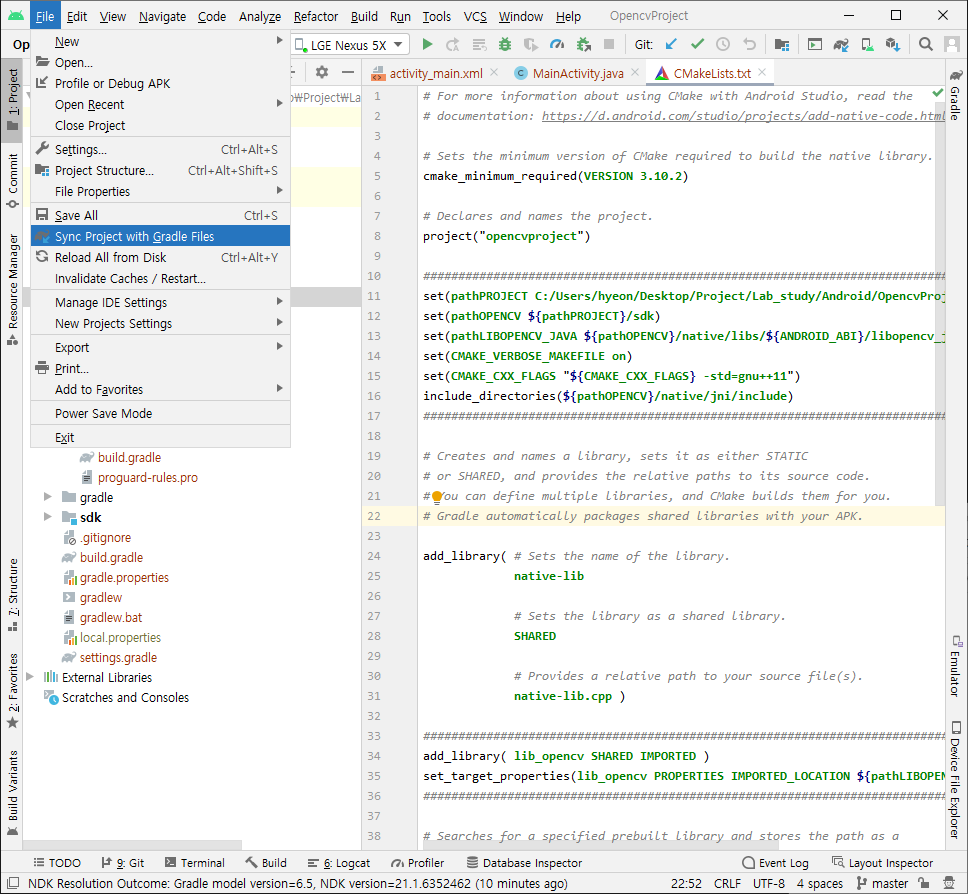 File Edit View Navigate Code Analyze Refactor Build Run Tools VCS Window Help OpencvProject
Op
LGE Nexus 5X
Git:
New
Open...
Profile or Debug APK
Open Recent
Close Project
Settings... Ctrl+Alt+S
Project Structure... Ctrl+Alt+Shift+S
File Properties
Save All Ctrl+S
Sync Project with Gradle Files
Reload All from Disk Ctrl+Alt+Y
Invalidate Caches / Restart...
Manage IDE Settings
New Projects Settings
Export
Print...
Add to Favorites
Power Save Mode
Exit
1: Project
Commit
Resource Manager
7: Structure
2: Favorites
Build Variants
o₩Project₩La
build.gradle
proguard-rules.pro
gradle
sdk
.gitignore
build.gradle
gradle.properties
gradlew
gradlew.bat
local.properties
settings.gradle
External Libraries
Scratches and Consoles
activity_main.xml MainActivity.java CMakeLists.txt
1 # For more information about using CMake with Android Studio, read the
2 # documentation: https://d.android.com/studio/projects/add-native-code.html
3
4 # Sets the minimum version of CMake required to build the native library.
5 cmake_minimum_required(VERSION 3.10.2)
6
7 # Declares and names the project.
8 project("opencvproject")
9
10 ##########################################################################
11 set(pathPROJECT C:/Users/hyeon/Desktop/Project/Lab_study/Android/OpencvProj
12 set(pathOPENCV ${pathPROJECT}/sdk)
13 set(pathLIBOPENCV_JAVA ${pathOPENCV}/native/libs/${ANDROID_ABI}/libopencv_j
14 set(CMAKE_VERBOSE_MAKEFILE on)
15 set(CMAKE_CXX_FLAGS "${CMAKE_CXX_FLAGS} -std=gnu++11")
16 include_directories(${pathOPENCV}/native/jni/include)
17 ##########################################################################
18
19 # Creates and names a library, sets it as either STATIC
20 # or SHARED, and provides the relative paths to its source code.
21 # You can define multiple libraries, and CMake builds them for you.
22 # Gradle automatically packages shared libraries with your APK.
23
24 add_library( # Sets the name of the library.
25 native-lib
26
27 # Sets the library as a shared library.
28 SHARED
29
30 # Provides a relative path to your source file(s).
31 native-lib.cpp )
32
33 ##########################################################################
34 add_library( lib_opencv SHARED IMPORTED )
35 set_target_properties(lib_opencv PROPERTIES IMPORTED_LOCATION ${pathLIBOPEN
36 ##########################################################################
37
38 # Searches for a specified prebuilt library and stores the path as a
Gradle
Emulator
Device File Explorer
TODO 9: Git Terminal Build 6: Logcat Profiler Database Inspector Event Log Layout Inspector
NDK Resolution Outcome: Gradle model version=6.5, NDK version=21.1.6352462 (10 minutes ago) 22:52 CRLF UTF-8 4 spaces master